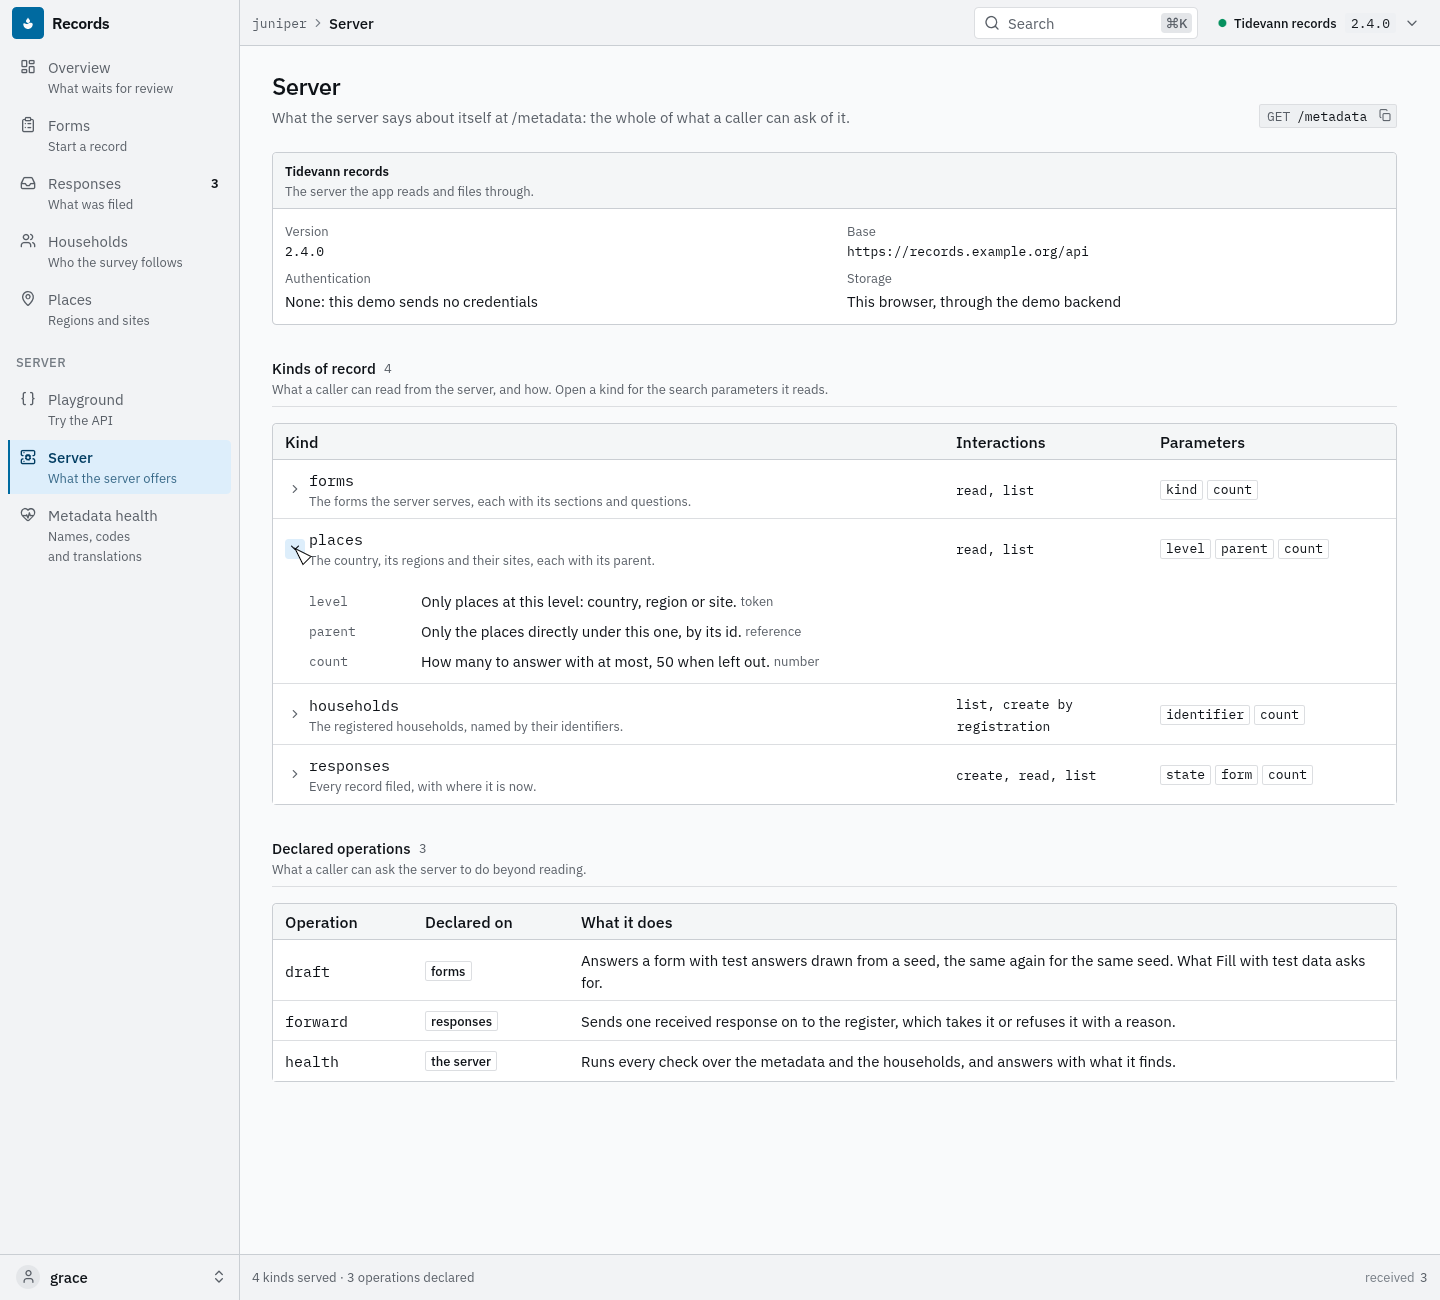 Records
juniper
Server
Search
⌘K
Tidevann records
2.4.0
Overview
What waits for review
Forms
Start a record
Responses
3
What was filed
Households
Who the survey follows
Places
Regions and sites
SERVER
Playground
Try the API
Server
What the server offers
Metadata health
Names, codes
and translations
grace
Server
What the server says about itself at /metadata: the whole of what a caller can ask of it.
GET /metadata
Tidevann records
The server the app reads and files through.
Version
2.4.0
Base
https://records.example.org/api
Authentication
None: this demo sends no credentials
Storage
This browser, through the demo backend
Kinds of record 4
What a caller can read from the server, and how. Open a kind for the search parameters it reads.
Kind Interactions Parameters
forms
The forms the server serves, each with its sections and questions.
read, list
kind count
places
The country, its regions and their sites, each with its parent.
read, list
level parent count
level Only places at this level: country, region or site. token
parent Only the places directly under this one, by its id. reference
count How many to answer with at most, 50 when left out. number
households
The registered households, named by their identifiers.
list, create by
registration
identifier count
responses
Every record filed, with where it is now.
create, read, list
state form count
Declared operations 3
What a caller can ask the server to do beyond reading.
Operation Declared on What it does
draft forms Answers a form with test answers drawn from a seed, the same again for the same seed. What Fill with test data asks
for.
forward responses Sends one received response on to the register, which takes it or refuses it with a reason.
health the server Runs every check over the metadata and the households, and answers with what it finds.
4 kinds served · 3 operations declared
received 3